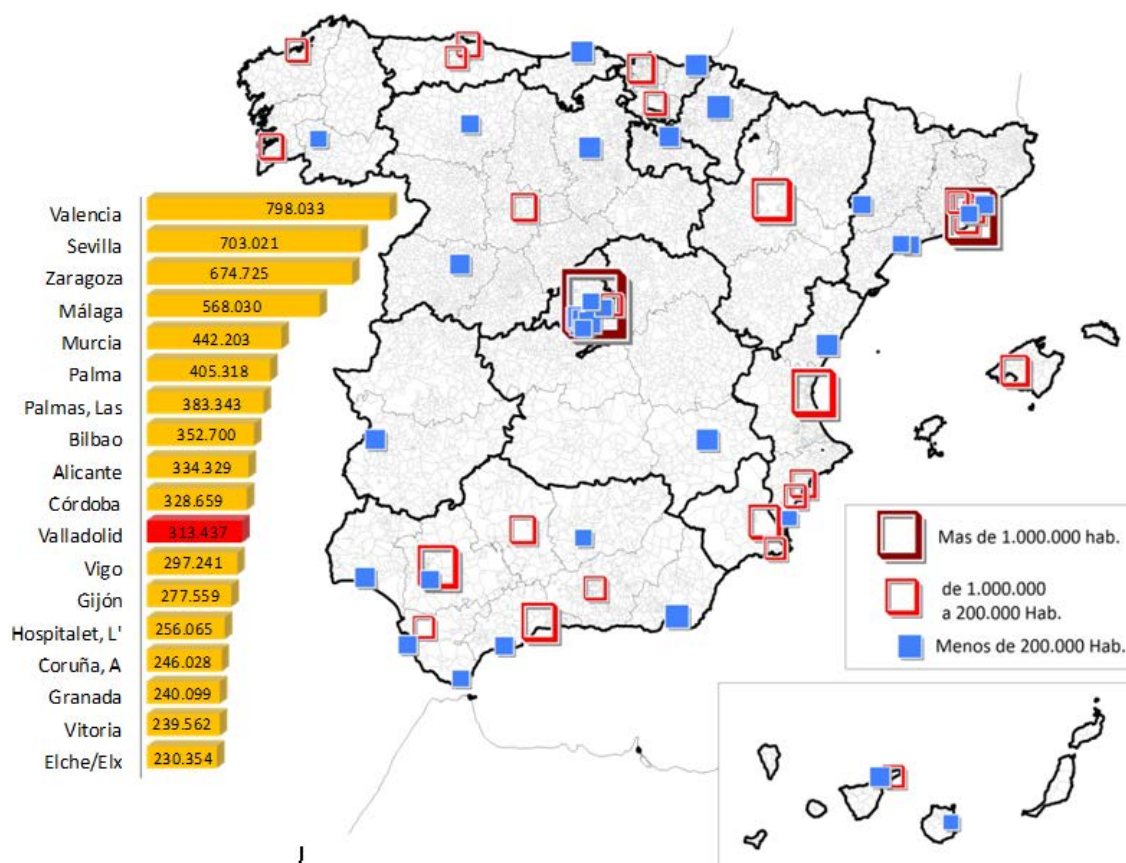 Valencia 798.033
Sevilla 703.021
Zaragoza 674.725
Málaga 568.030
Murcia 442.203
Palma 405.318
Palmas, Las 383.343
Bilbao 352.700
Alicante 334.329
Córdoba 328.659
Valladolid 313.437
Vigo 297.241
Gijón 277.559
Hospitalet, L' 256.065
Coruña, A 246.028
Granada 240.099
Vitoria 239.562
Elche/Elx 230.354
Mas de 1.000.000 hab.
de 1.000.000
a 200.000 Hab.
Menos de 200.000 Hab.
J